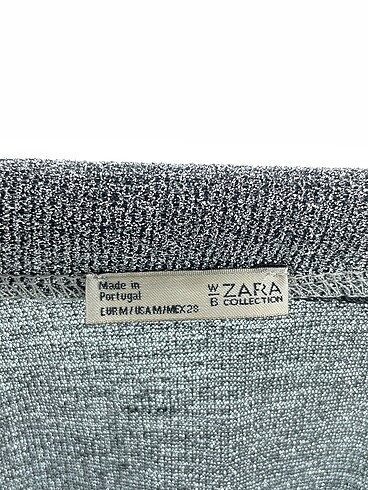 Made in
Portugal
EUR M / USA M / MEX 28
W
B
ZARA
COLLECTION